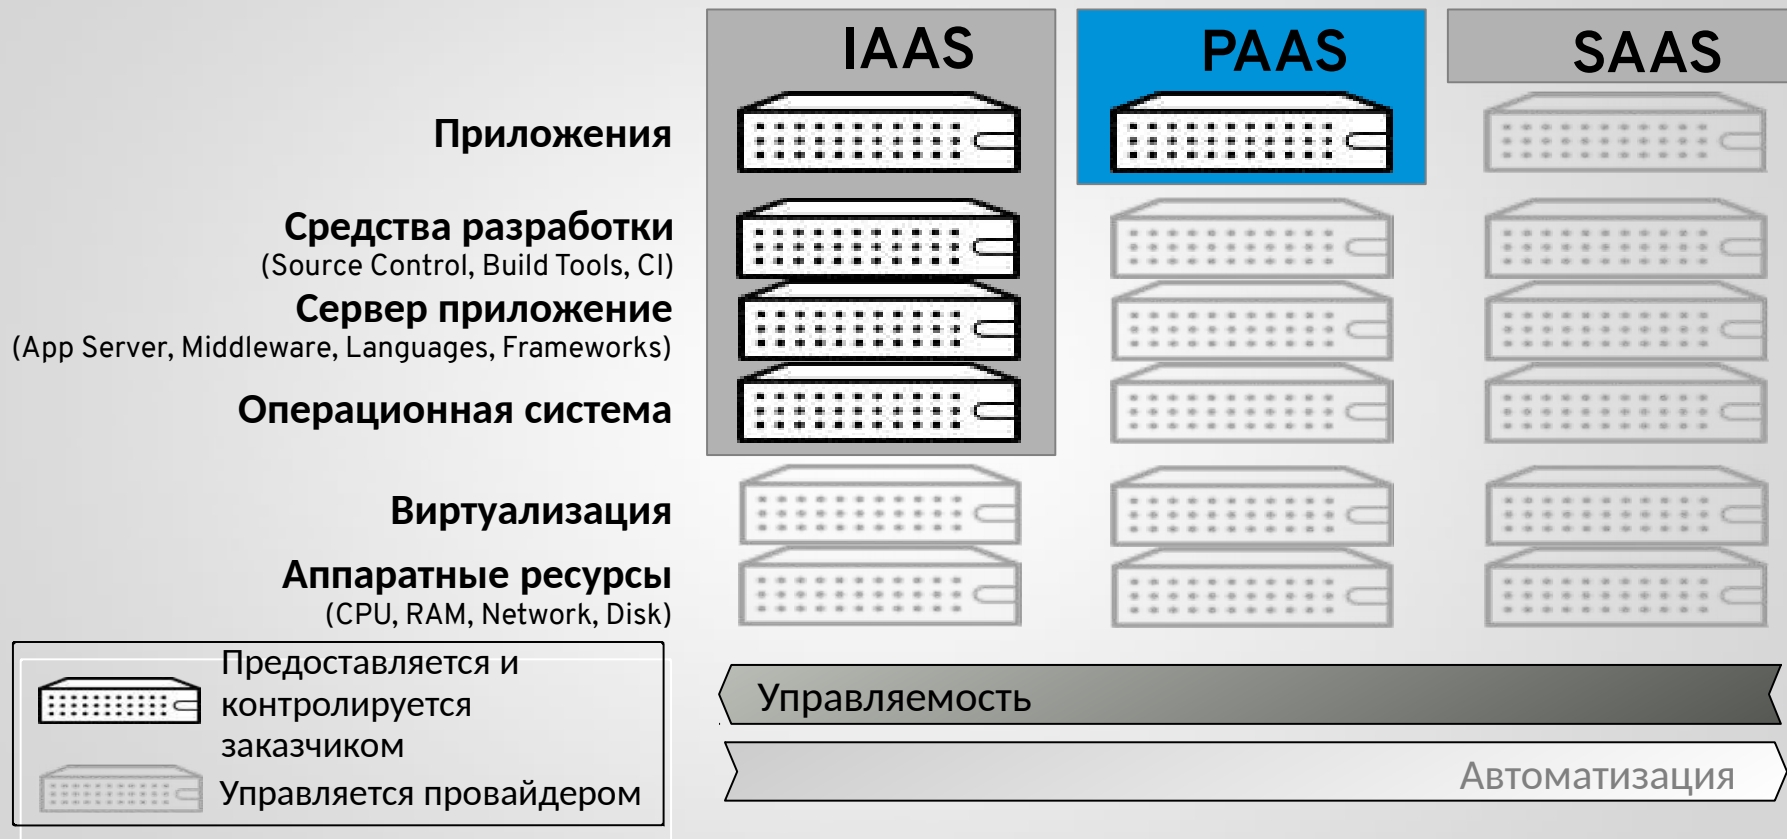 IAAS
PAAS
SAAS
Приложения
Средства разработки
(Source Control, Build Tools, CI)
Сервер приложение
(App Server, Middleware, Languages, Frameworks)
Операционная система
Виртуализация
Аппаратные ресурсы
(CPU, RAM, Network, Disk)
Предоставляется и
контролируется
заказчиком
Управляется провайдером
Управляемость
Автоматизация